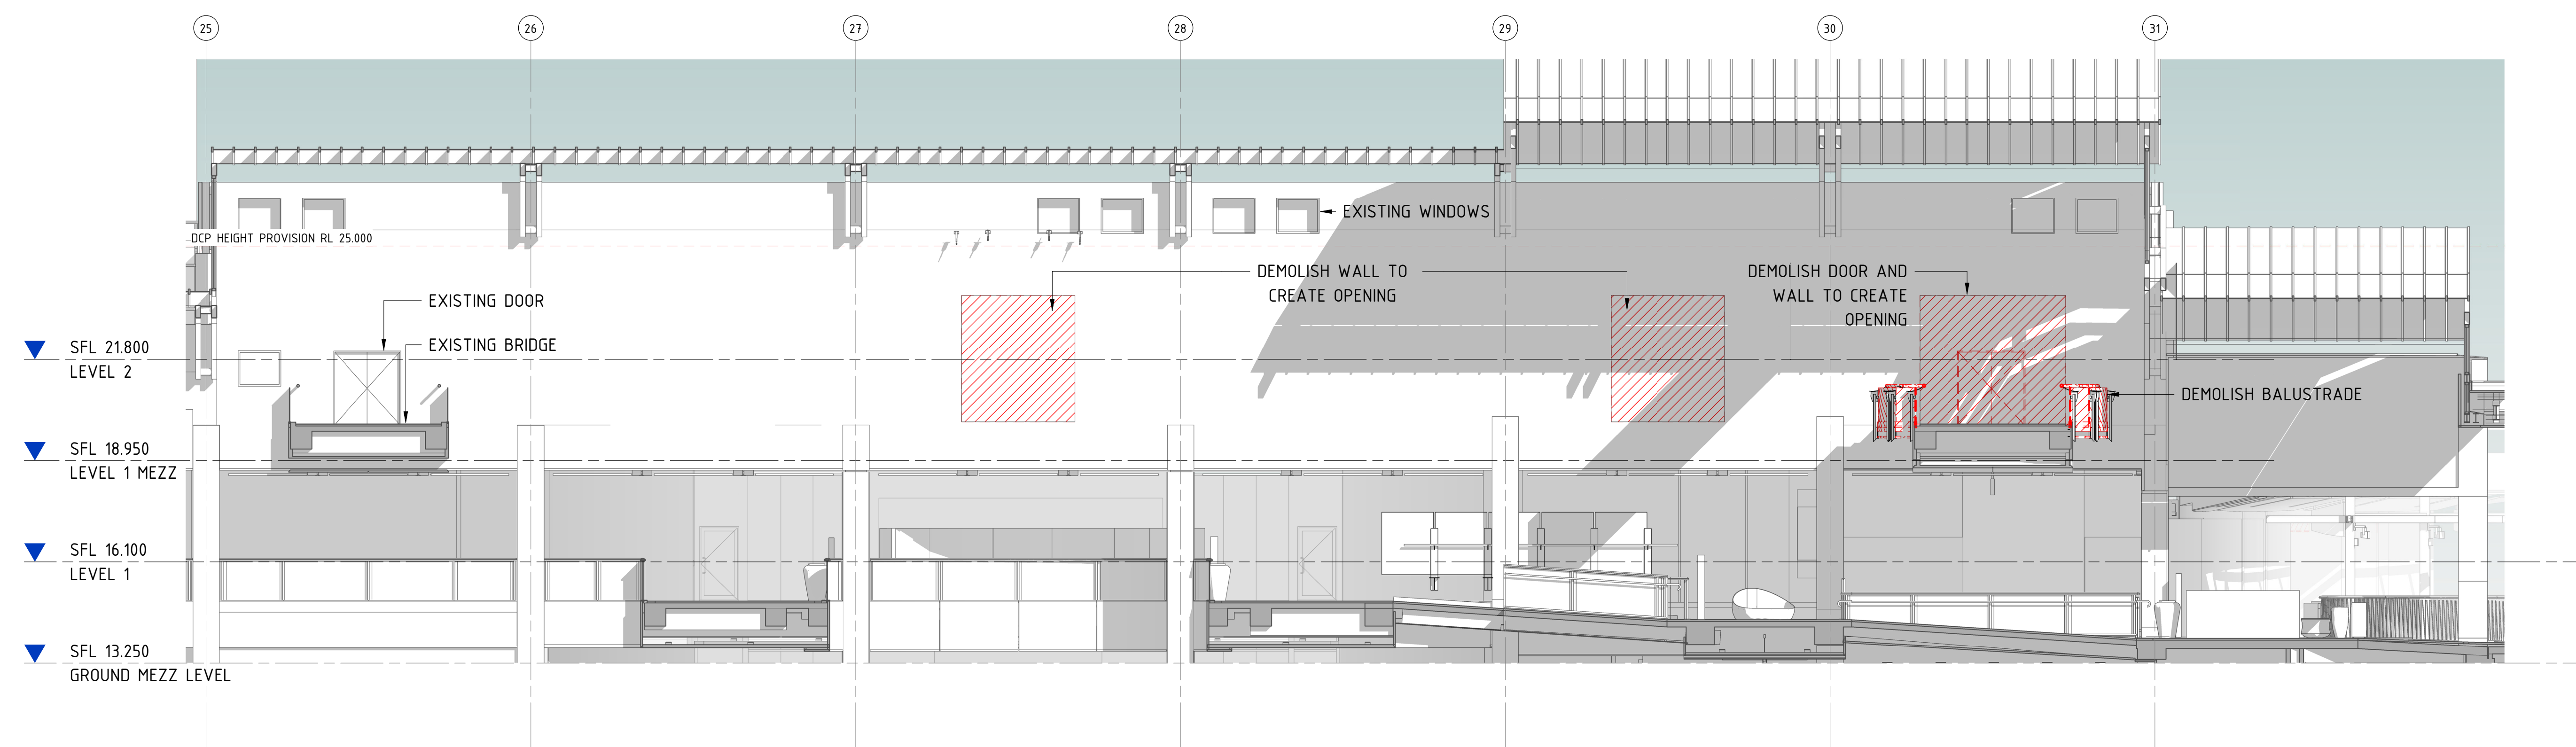 25
26
27
28
29
30
31
EXISTING WINDOWS
DCP HEIGHT PROVISION RL 25.000
DEMOLISH WALL TO
CREATE OPENING
DEMOLISH DOOR AND
WALL TO CREATE
OPENING
EXISTING DOOR
EXISTING BRIDGE
SFL 21.800
LEVEL 2
DEMOLISH BALUSTRADE
SFL 18.950
LEVEL 1 MEZZ
SFL 16.100
LEVEL 1
SFL 13.250
GROUND MEZZ LEVEL